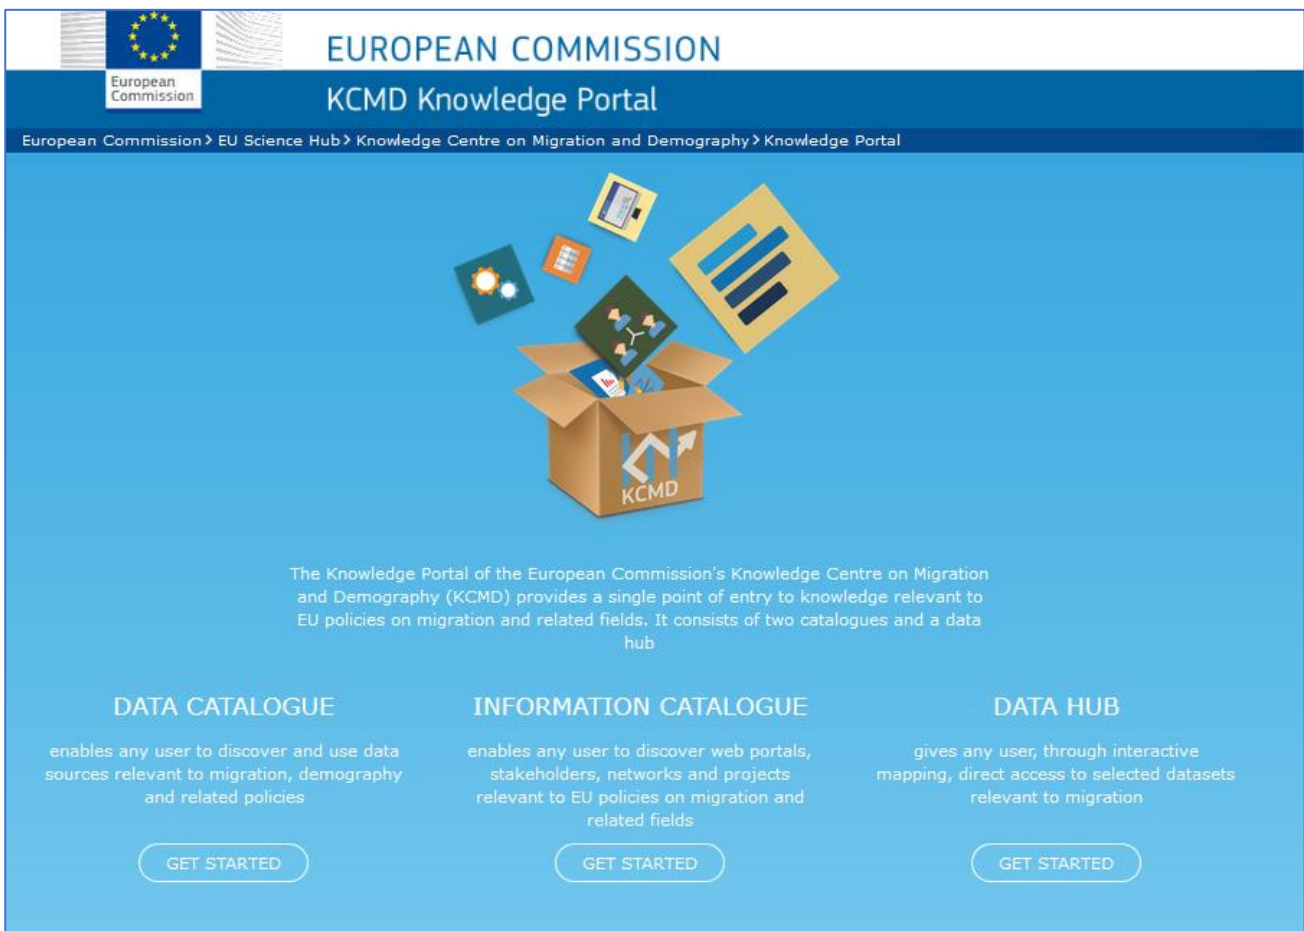 EUROPEAN COMMISSION
European
Commission
KCMD Knowledge Portal
European Commission > EU Science Hub > Knowledge Centre on Migration and Demography > Knowledge Portal
KCMD
The Knowledge Portal of the European Commission's Knowledge Centre on Migration
and Demography (KCMD) provides a single point of entry to knowledge relevant to
EU policies on migration and related fields. It consists of two catalogues and a data
hub
DATA CATALOGUE
enables any user to discover and use data
sources relevant to migration, demography
and related policies
GET STARTED
INFORMATION CATALOGUE
enables any user to discover web portals,
stakeholders, networks and projects
relevant to EU policies on migration and
related fields
GET STARTED
DATA HUB
gives any user, through interactive
mapping, direct access to selected datasets
relevant to migration
GET STARTED